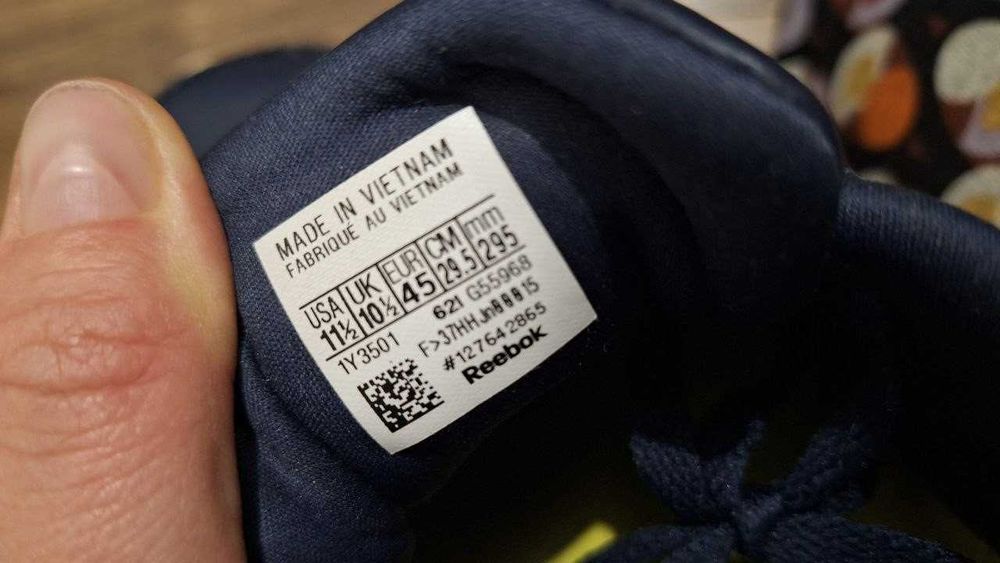 MADE IN VIETNAM
FABRIQUÉ AU VIETNAM
USA UK EUR CM mm
11½ 10½ 45 29.5 295
1Y3501 621 G55968
#127642865
Reebok